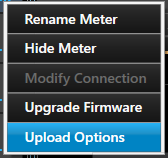 Rename Meter
Hide Meter
Modify Connection
Upgrade Firmware
Upload Options